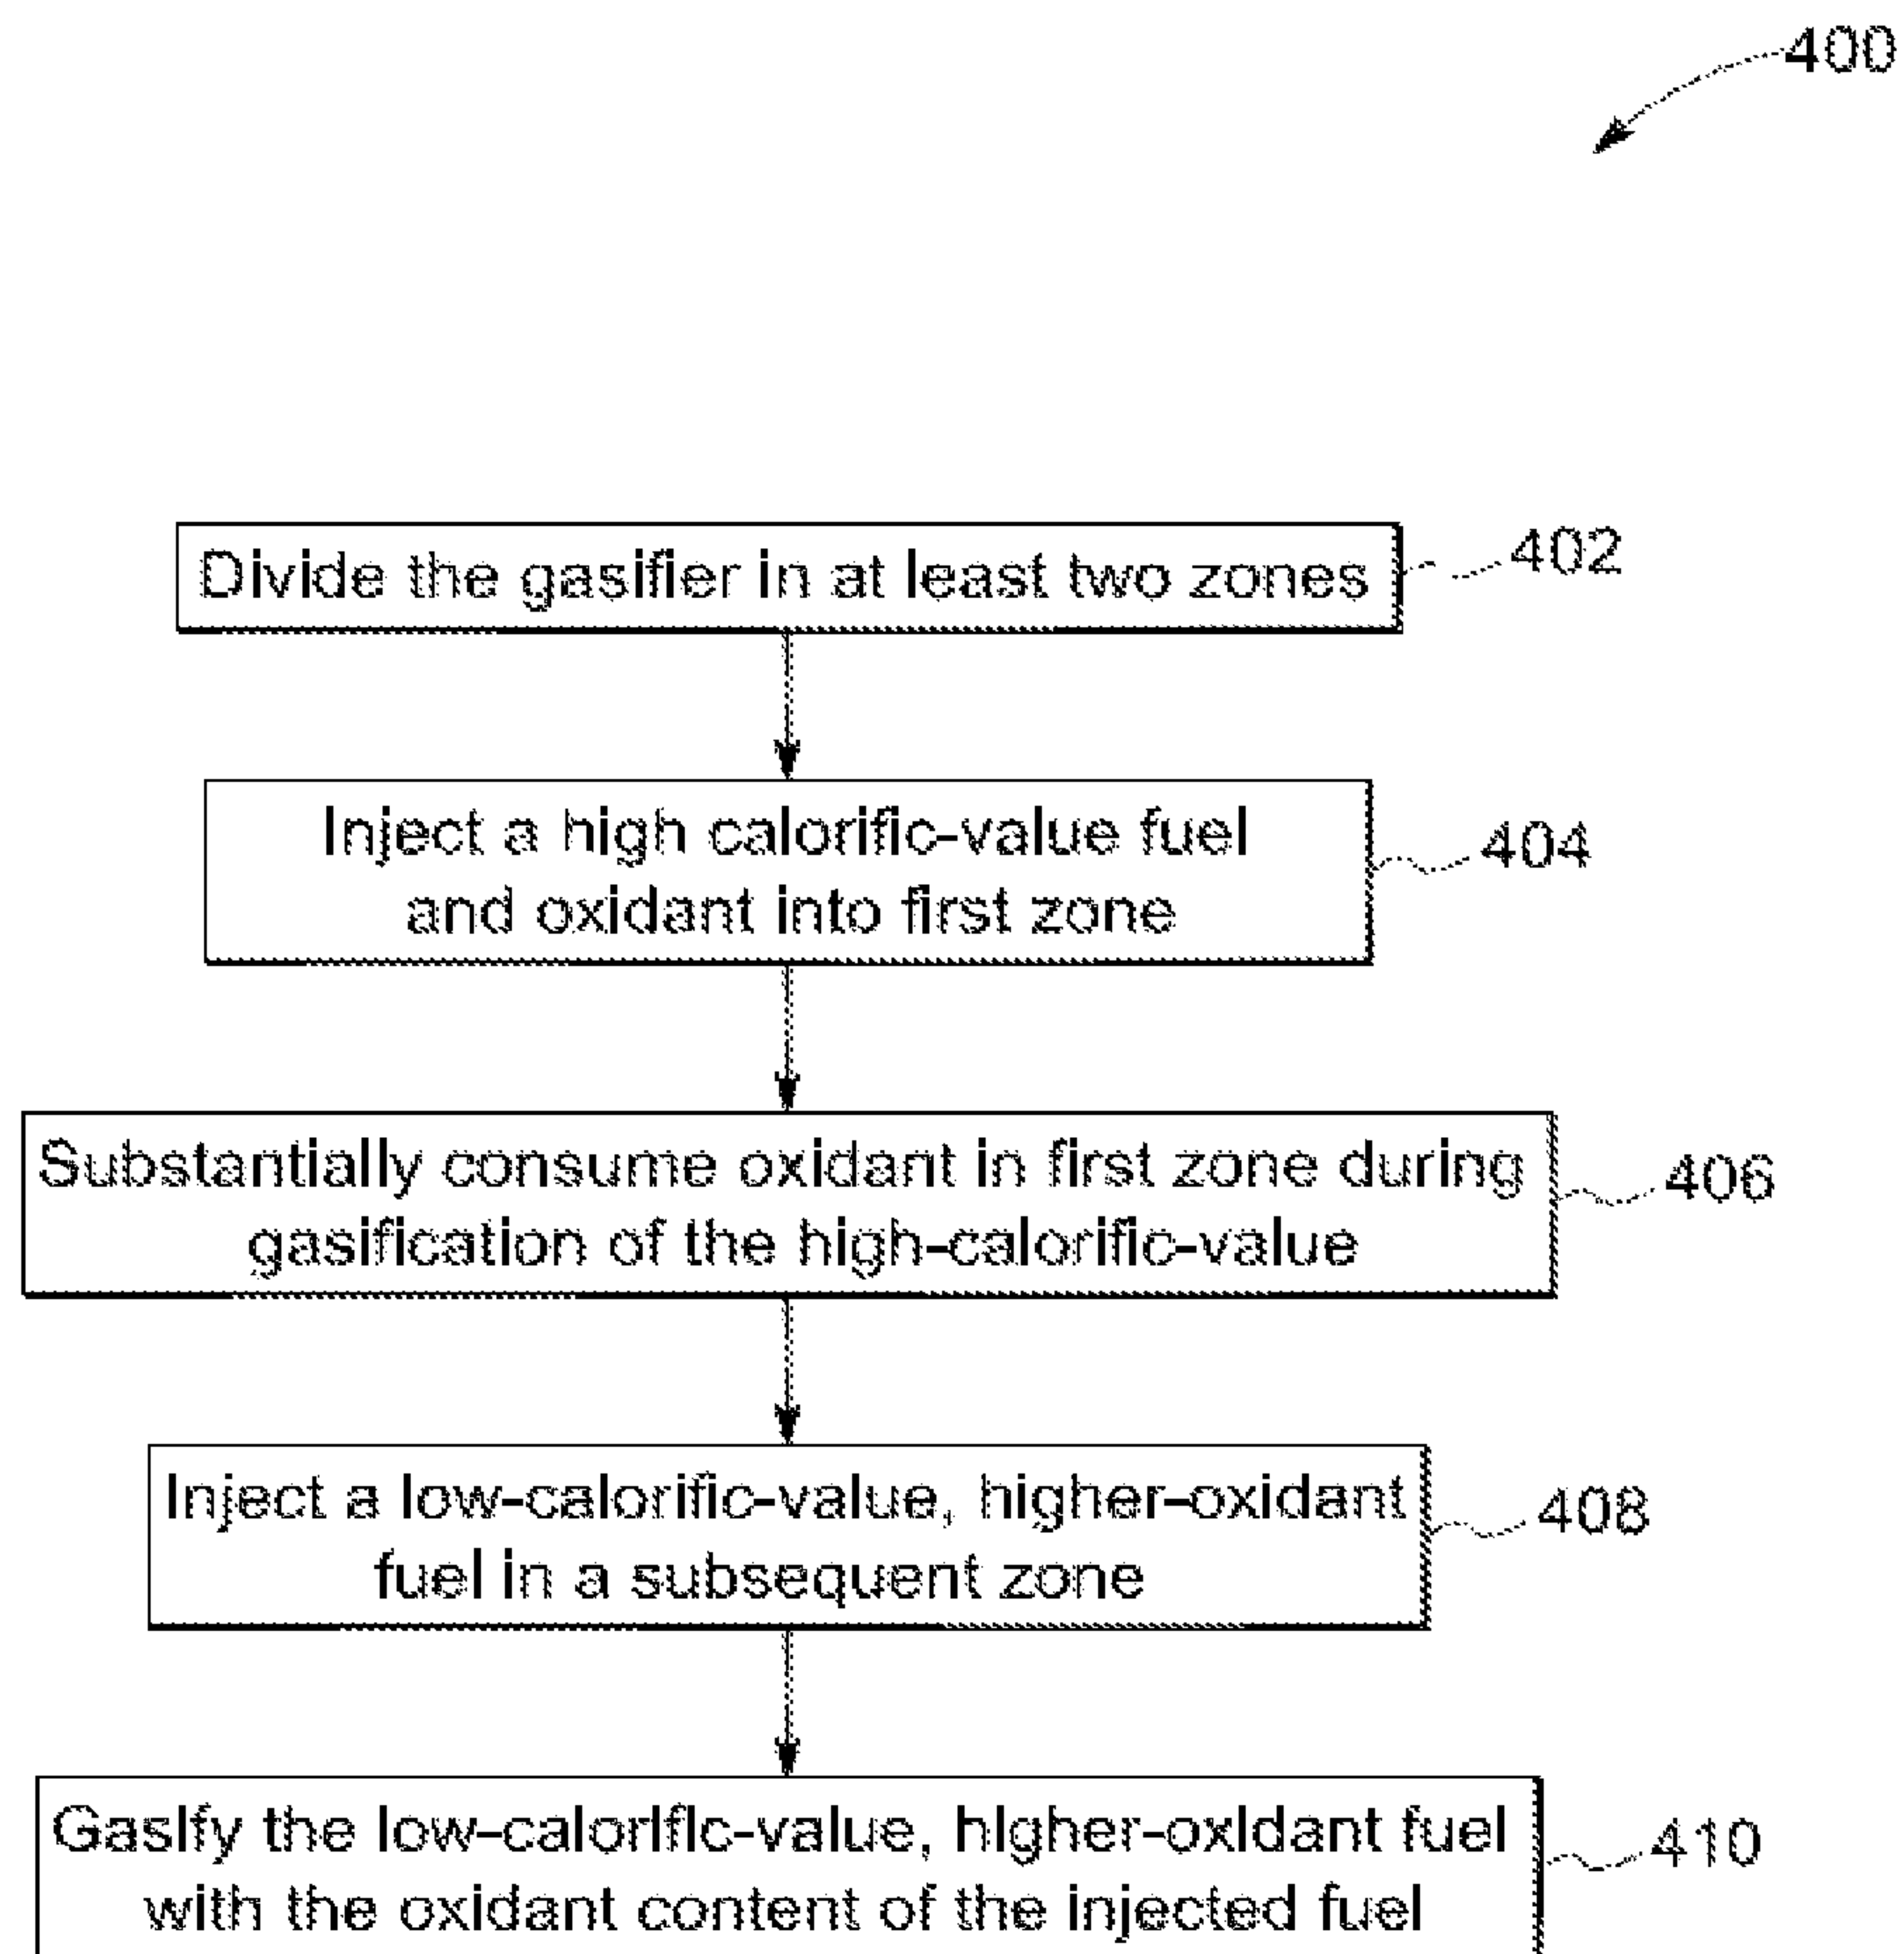 400
Divide the gasifier in at least two zones
402
Inject a high calorific-value fuel
and oxidant into first zone
404
Substantially consume oxidant in first zone during
gasification of the high-calorific-value
406
Inject a low-calorific-value, higher-oxidant
fuel in a subsequent zone
408
Gasify the low-calorific-value, higher-oxidant fuel
with the oxidant content of the injected fuel
410